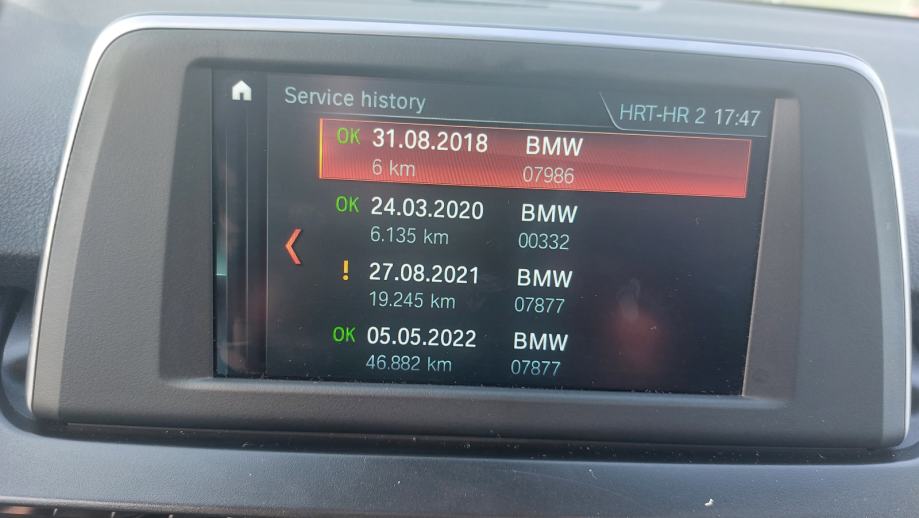 Service history
HRT-HR 2 17:47
OK 31.08.2018 BMW
6 km 07986
OK 24.03.2020 BMW
6.135 km 00332
! 27.08.2021 BMW
19.245 km 07877
OK 05.05.2022 BMW
46.882 km 07877